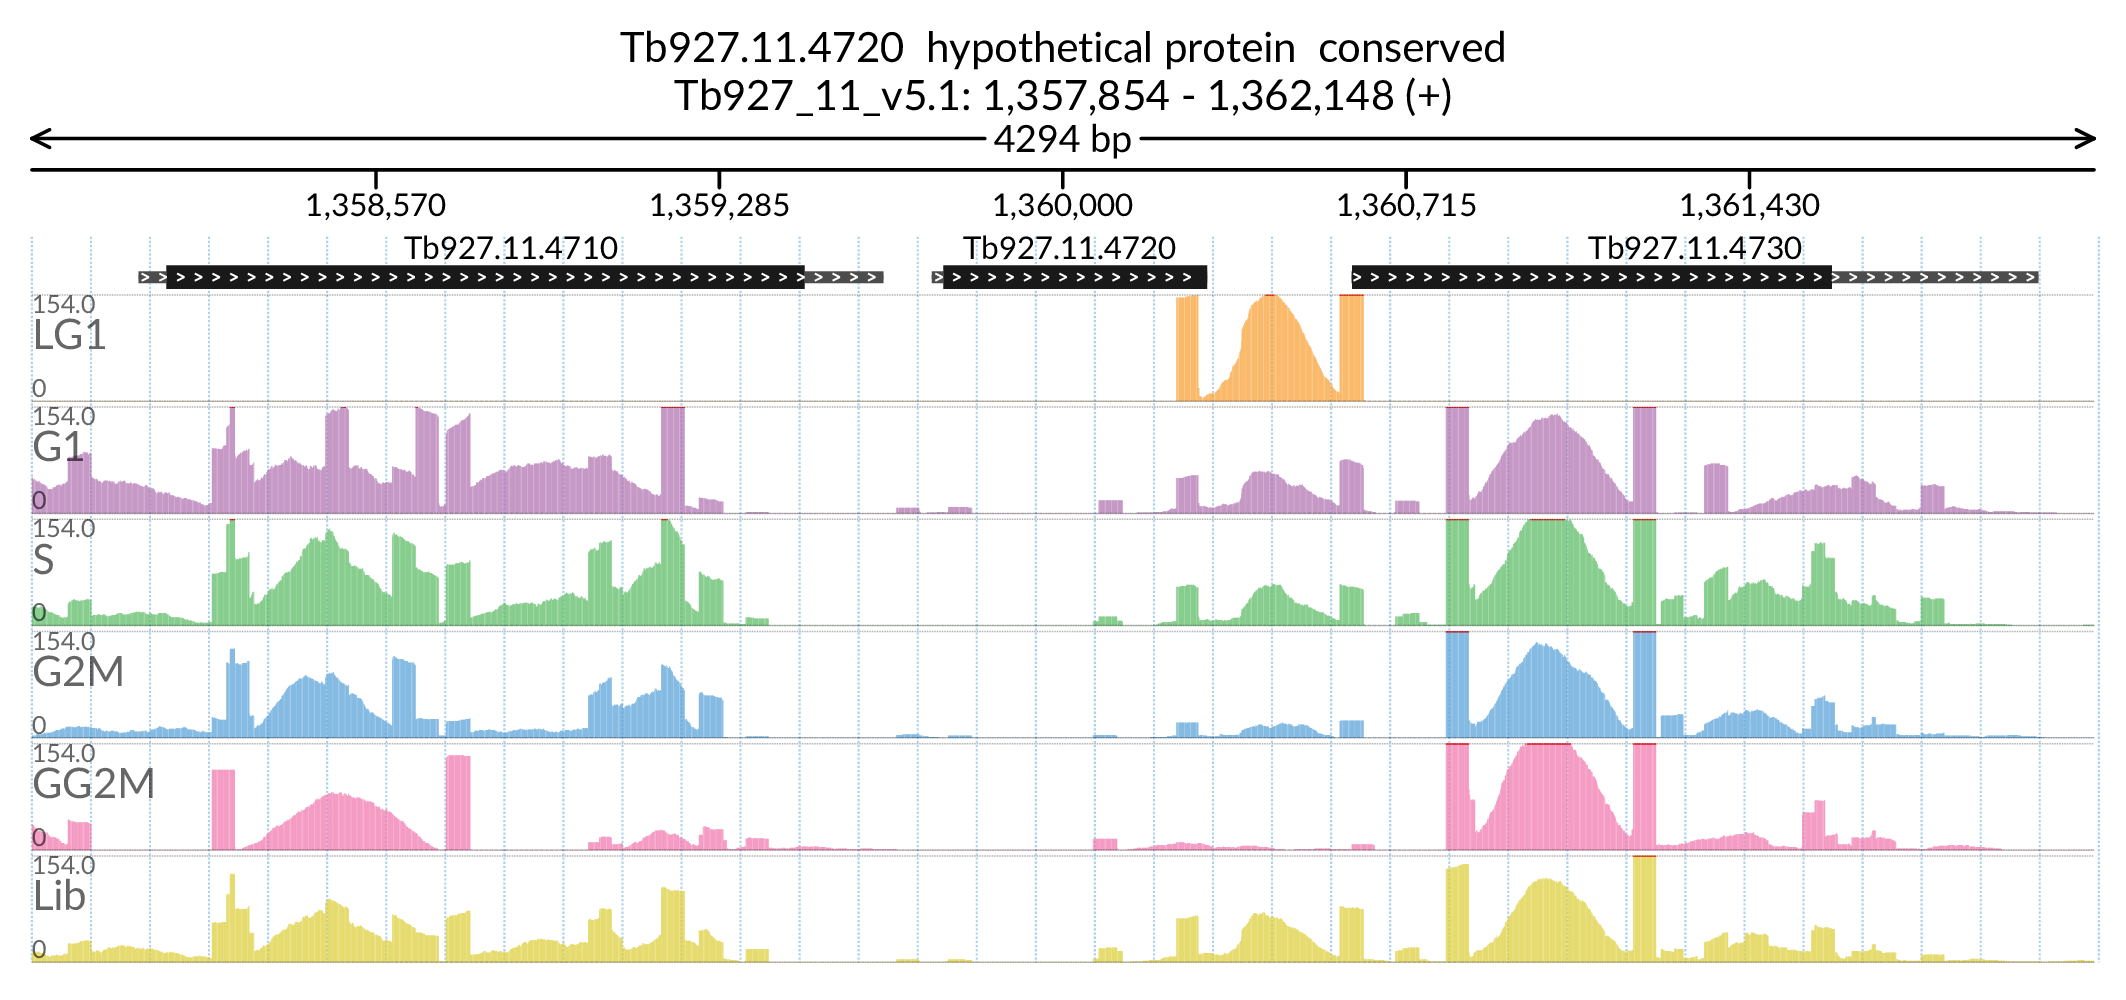 Tb927.11.4720  hypothetical protein  conserved
Tb927_11_v5.1: 1,357,854 - 1,362,148 (+)
4294 bp
1,358,570 1,359,285 1,360,000 1,360,715 1,361,430
Tb927.11.4710 Tb927.11.4720 Tb927.11.4730
154.0
LG1
0
154.0
G1
0
154.0
S
0
154.0
G2M
0
154.0
GG2M
0
154.0
Lib
0